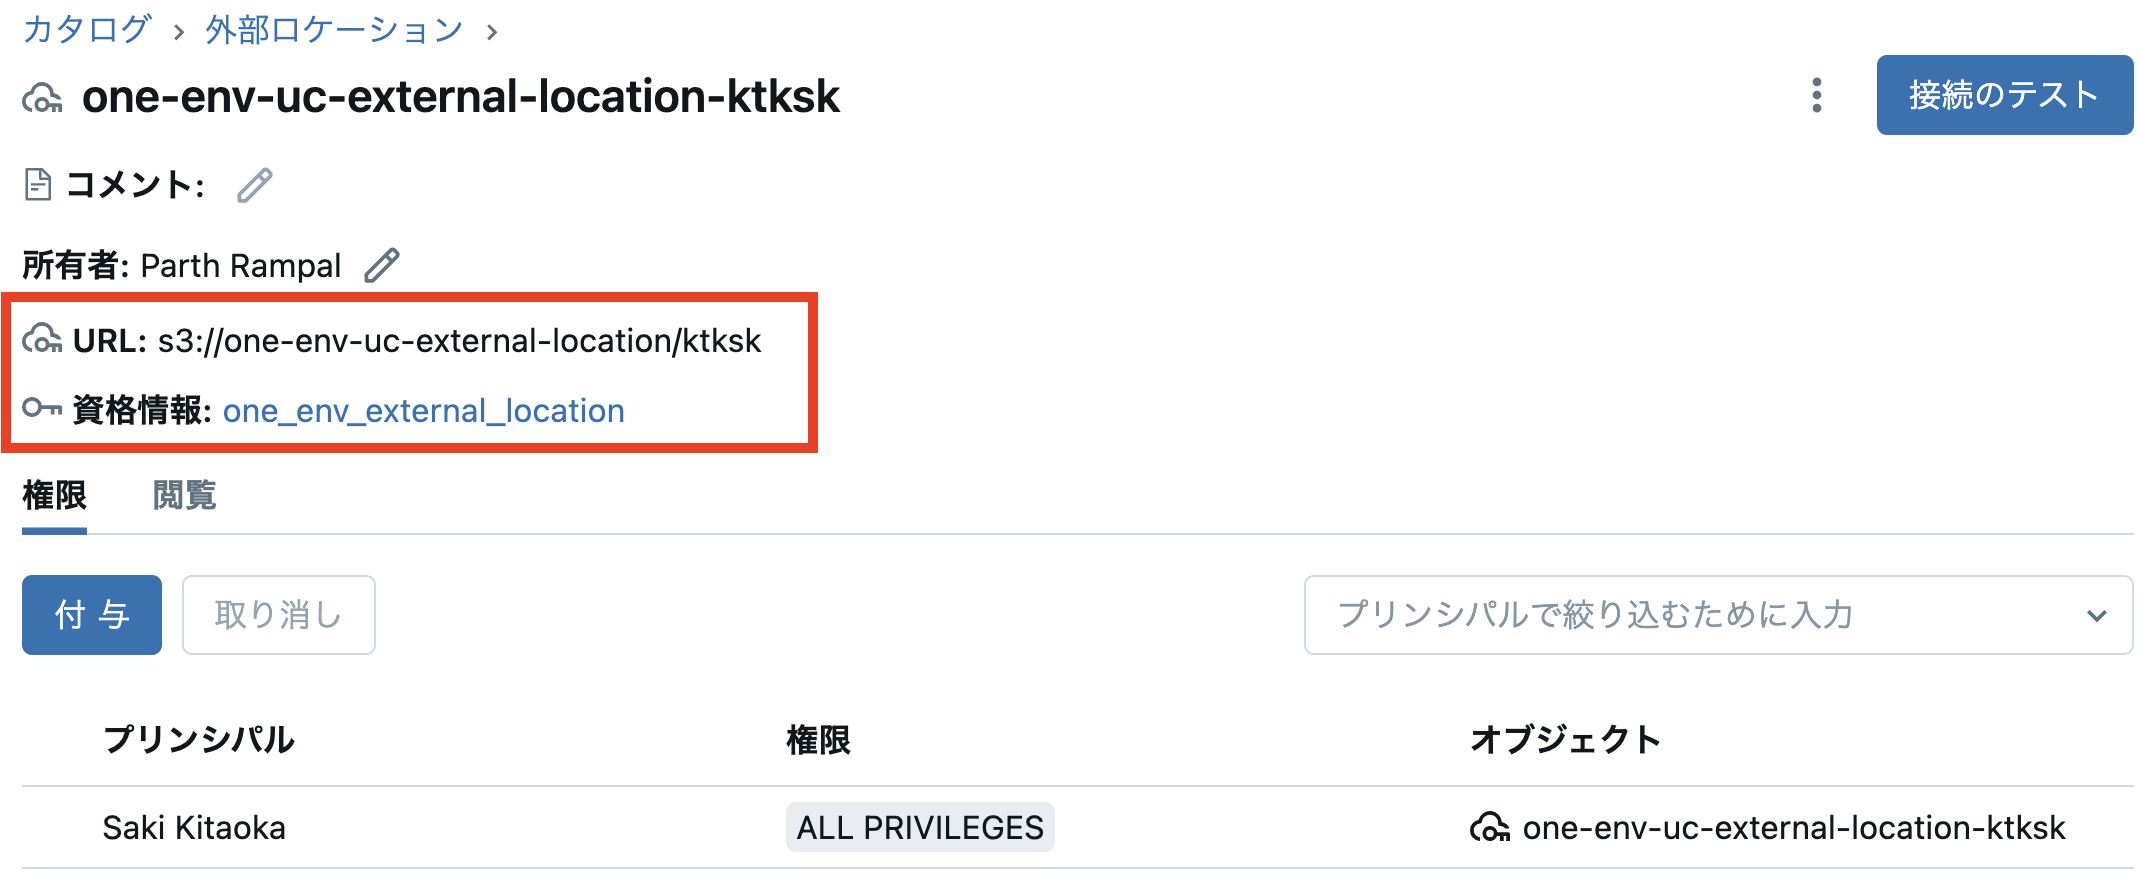 カタログ › 外部ロケーション ›
one-env-uc-external-location-ktksk
接続のテスト
コメント:
所有者: Parth Rampal
URL: s3://one-env-uc-external-location/ktksk
資格情報: one_env_external_location
権限 閲覧
付与 取り消し プリンシパルで絞り込むために入力
プリンシパル 権限 オブジェクト
Saki Kitaoka ALL PRIVILEGES one-env-uc-external-location-ktksk